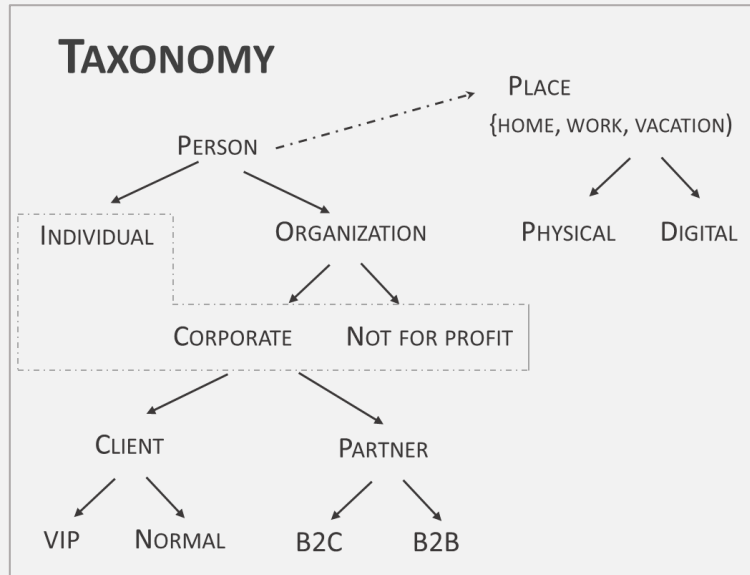 TAXONOMY
PLACE
{HOME, WORK, VACATION)
PERSON
INDIVIDUAL
ORGANIZATION
PHYSICAL
DIGITAL
CORPORATE
NOT FOR PROFIT
CLIENT
PARTNER
VIP
NORMAL
B2C
B2B